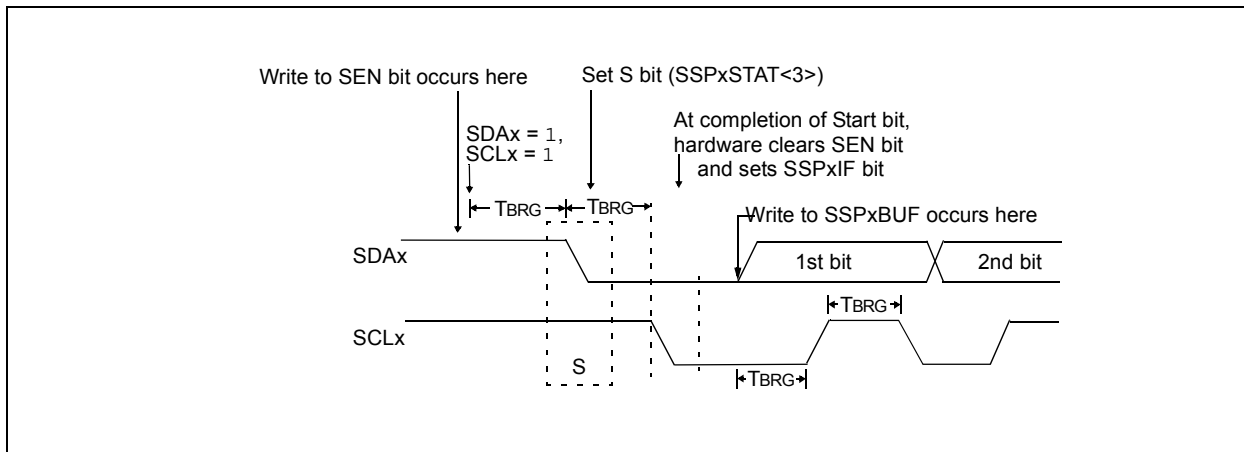 Write to SEN bit occurs here
Set S bit (SSPxSTAT<3>)
SDAx = 1,
SCLx = 1
At completion of Start bit,
hardware clears SEN bit
and sets SSPxIF bit
TBRG
TBRG
Write to SSPxBUF occurs here
SDAx
1st bit
2nd bit
TBRG
SCLx
S
TBRG